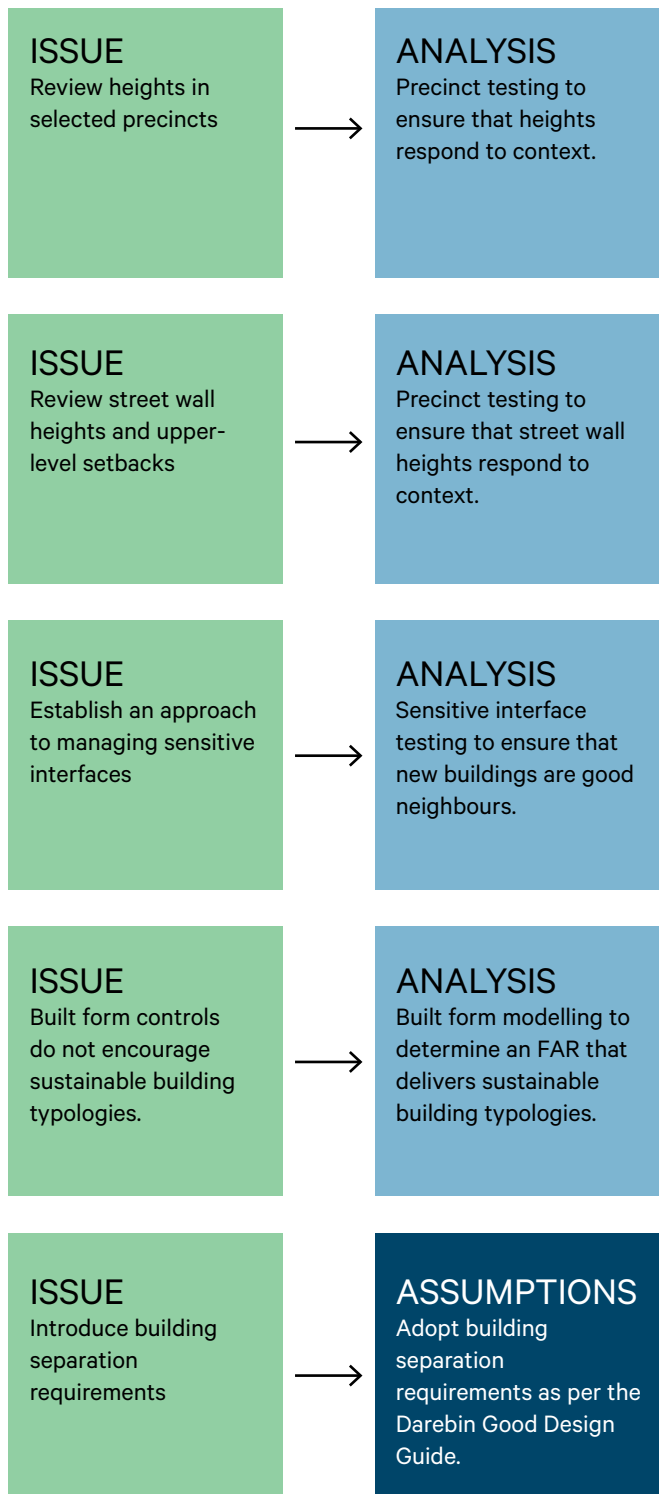 ISSUE
Review heights in
selected precincts
ANALYSIS
Precinct testing to
ensure that heights
respond to context.
ISSUE
Review street wall
heights and upper-
level setbacks
ANALYSIS
Precinct testing to
ensure that street wall
heights respond to
context.
ISSUE
Establish an approach
to managing sensitive
interfaces
ANALYSIS
Sensitive interface
testing to ensure that
new buildings are good
neighbours.
ISSUE
Built form controls
do not encourage
sustainable building
typologies.
ANALYSIS
Built form modelling to
determine an FAR that
delivers sustainable
building typologies.
ISSUE
Introduce building
separation
requirements
ASSUMPTIONS
Adopt building
separation
requirements as per the
Darebin Good Design
Guide.